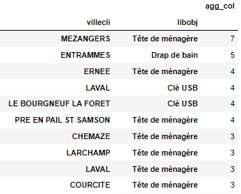 agg_col
villecli libobj
MEZANGERS Tête de ménagère 7
ENTRAMMES Drap de bain 5
ERNEE Tête de ménagère 4
LAVAL Clé USB 4
LE BOURGNEUF LA FORET Clé USB 4
PRE EN PAIL ST SAMSON Tête de ménagère 4
CHEMAZE Tête de ménagère 3
LARCHAMP Tête de ménagère 3
LAVAL Tête de ménagère 3
COURCITE Tête de ménagère 3